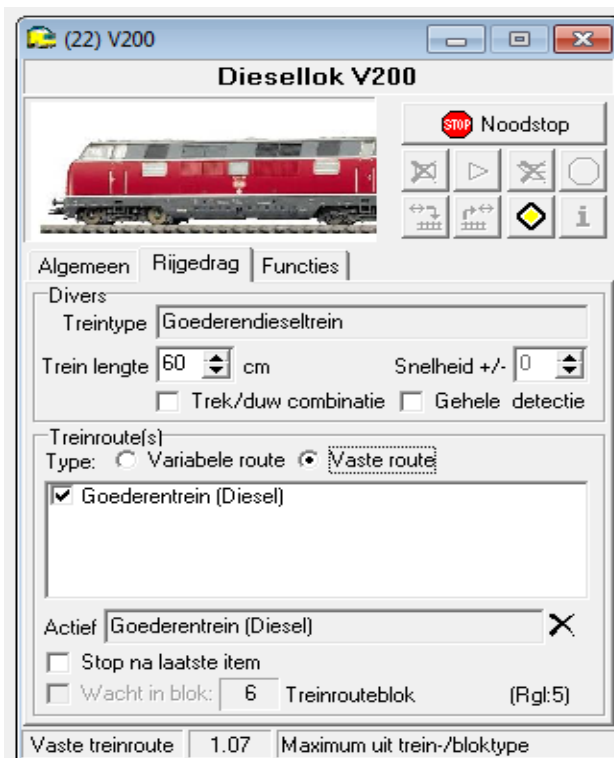 (22) V200
Diesellok V200
STOP Noodstop
i
Algemeen Rijgedrag Functies
Divers
Treintype Goederendieseltrein
Trein lengte 60 cm Snelheid +/- 0
Trek/duw combinatie Gehele detectie
Treinroute(s)
Type: Variabele route Vaste route
Goederentrein (Diesel)
Actief Goederentrein (Diesel)
Stop na laatste item
Wacht in blok: 6 Treinrouteblok (Rgl:5)
Vaste treinroute 1.07 Maximum uit trein-/bloktype